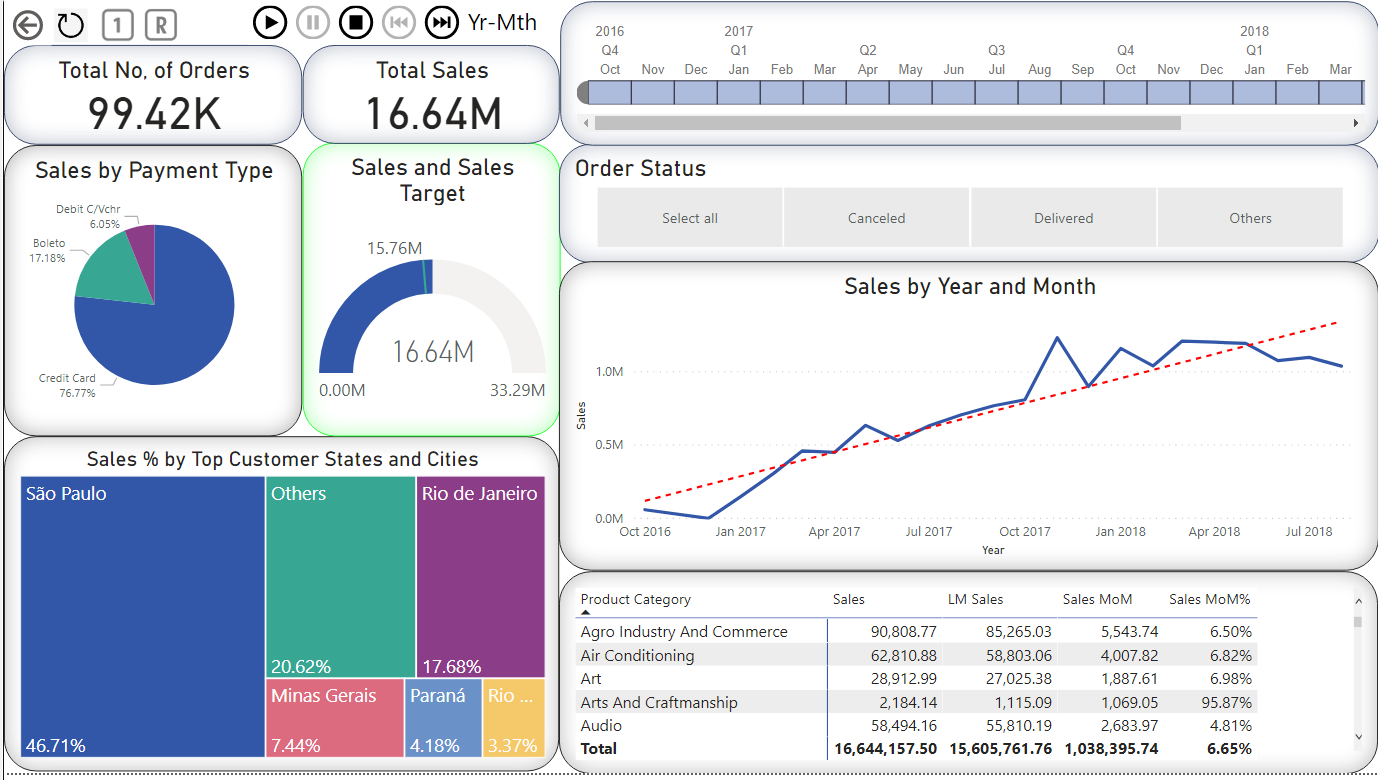 1
R
Yr-Mth
Total No. of Orders
99.42K
Total Sales
16.64M
2016 2017 2018
Q4 Q1 Q2 Q3 Q4 Q1
Oct Nov Dec Jan Feb Mar Apr May Jun Jul Aug Sep Oct Nov Dec Jan Feb Mar
Sales by Payment Type
Debit C/Vchr
6.05%
Boleto
17.18%
Credit Card
76.77%
Sales and Sales
Target
15.76M
16.64M
0.00M
33.29M
Order Status
Select all
Canceled
Delivered
Others
Sales by Year and Month
Sales
1.0M
0.5M
0.0M
Oct 2016 Jan 2017 Apr 2017 Jul 2017 Oct 2017 Jan 2018 Apr 2018 Jul 2018
Year
Sales % by Top Customer States and Cities
São Paulo
46.71%
Others
20.62%
Rio de Janeiro
17.68%
Minas Gerais
7.44%
Paraná
4.18%
Rio ...
3.37%
Product Category Sales LM Sales Sales MoM Sales MoM%
Agro Industry And Commerce 90,808.77 85,265.03 5,543.74 6.50%
Air Conditioning 62,810.88 58,803.06 4,007.82 6.82%
Art 28,912.99 27,025.38 1,887.61 6.98%
Arts And Craftmanship 2,184.14 1,115.09 1,069.05 95.87%
Audio 58,494.16 55,810.19 2,683.97 4.81%
Total 16,644,157.50 15,605,761.76 1,038,395.74 6.65%